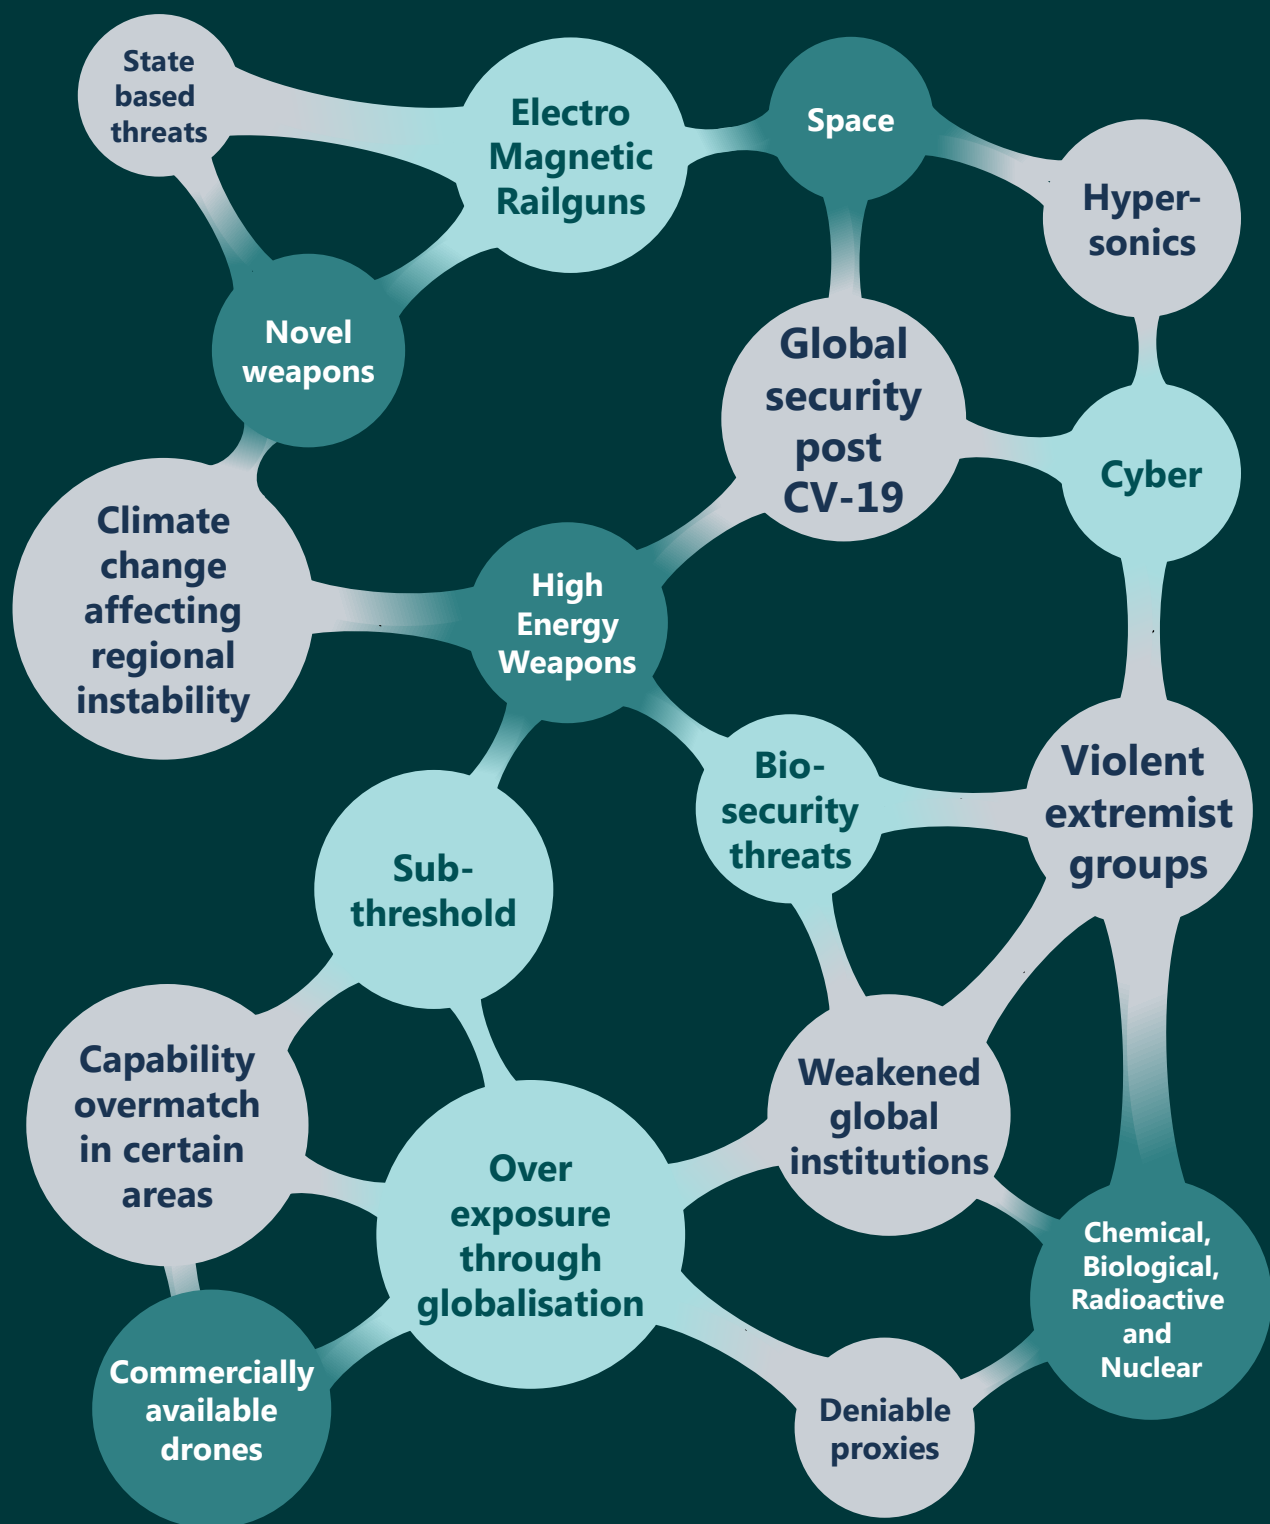 State
based
threats
Electro
Magnetic
Railguns
Space
Hyper-
sonics
Novel
weapons
Global
security
post
CV-19
Cyber
Climate
change
affecting
regional
instability
High
Energy
Weapons
Bio-
security
threats
Violent
extremist
groups
Sub-
threshold
Capability
overmatch
in certain
areas
Weakened
global
institutions
Over
exposure
through
globalisation
Chemical,
Biological,
Radioactive
and
Nuclear
Commercially
available
drones
Deniable
proxies